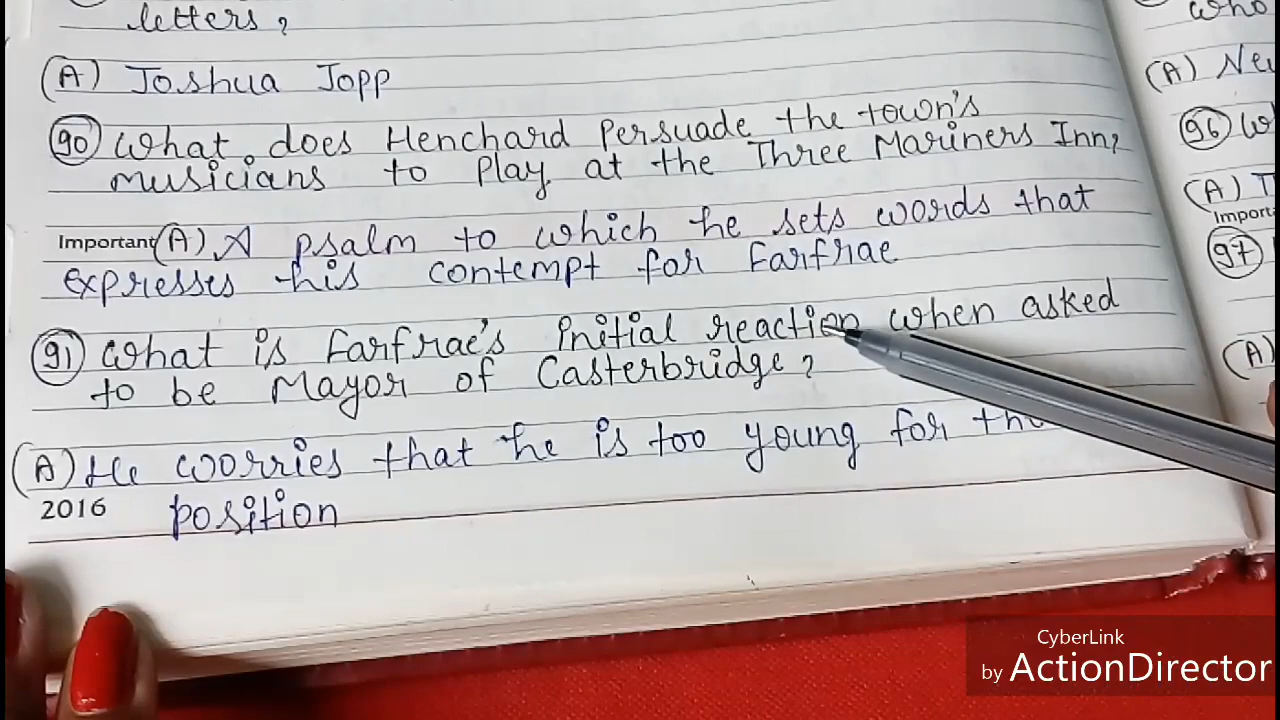 letters?
(A) Joshua Jopp
90 What does Henchard Persuade the town's
musicians to Play at the Three Mariners Inn?
Important (A) A psalm to which he sets words that
expresses his contempt for Farfrae
91 What is Farfrae's initial reaction when asked
to be Mayor of Casterbridge?
(A) He worries that he is too young for
2016 position
who
(A)
96
(A)
97
(A)
CyberLink
by ActionDirector